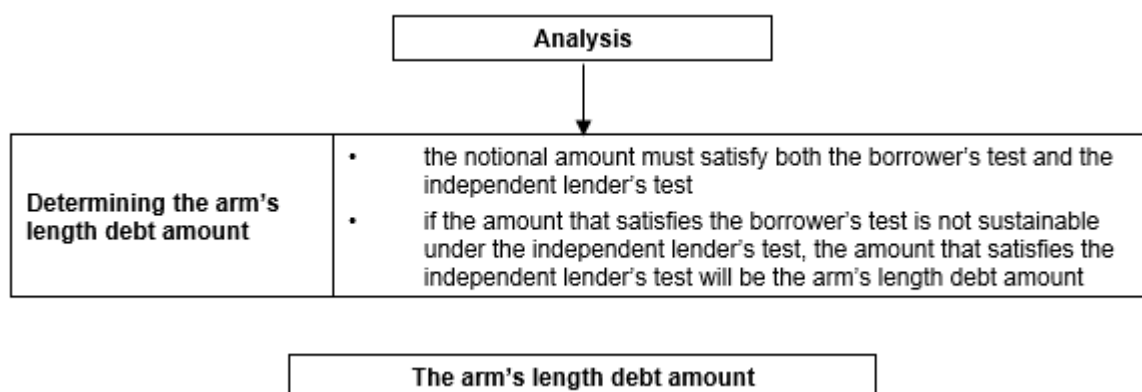 Analysis
Determining the arm's
length debt amount
• the notional amount must satisfy both the borrower's test and the
independent lender's test
• if the amount that satisfies the borrower's test is not sustainable
under the independent lender's test, the amount that satisfies the
independent lender's test will be the arm's length debt amount
The arm's length debt amount